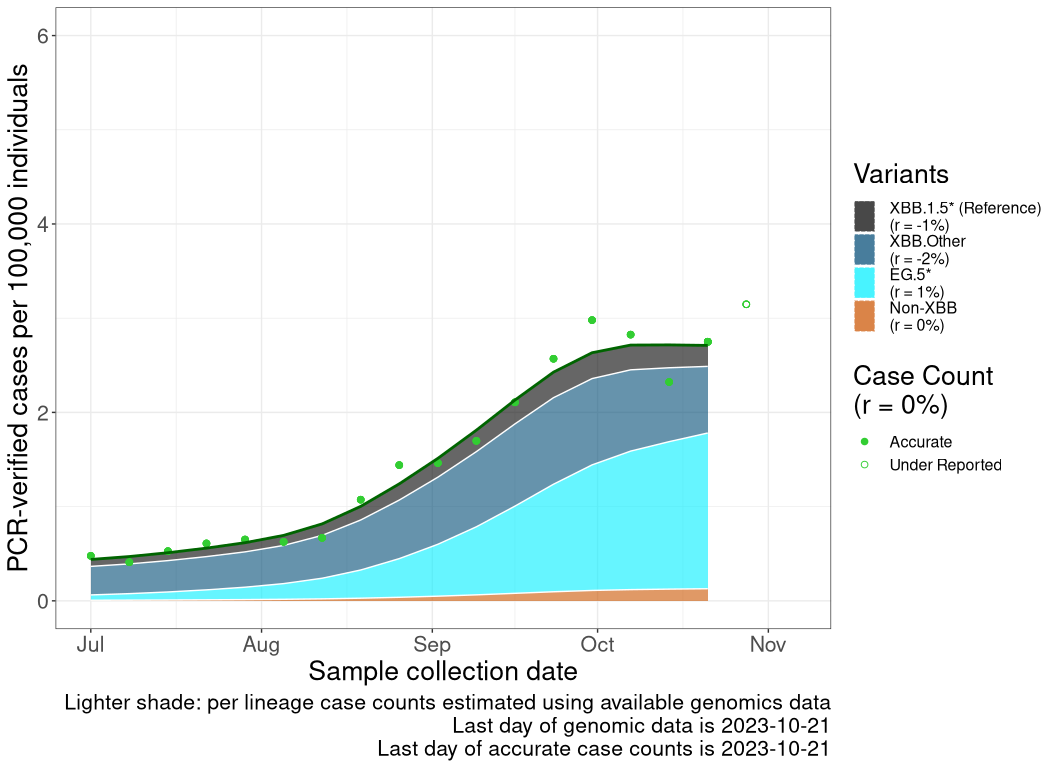 PCR-verified cases per 100,000 individuals
6
4
2
0
Jul Aug Sep Oct Nov
Sample collection date
Lighter shade: per lineage case counts estimated using available genomics data
Last day of genomic data is 2023-10-21
Last day of accurate case counts is 2023-10-21
Variants
XBB.1.5* (Reference)
(r = -1%)
XBB.Other
(r = -2%)
EG.5*
(r = 1%)
Non-XBB
(r = 0%)
Case Count
(r = 0%)
Accurate
Under Reported